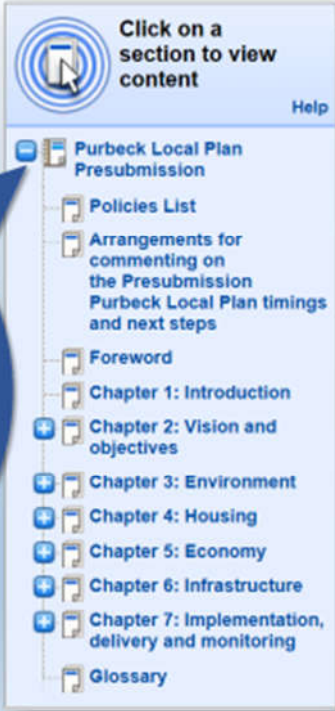 Click on a
section to view
content
Help
Purbeck Local Plan
Presubmission
Policies List
Arrangements for
commenting on
the Presubmission
Purbeck Local Plan timings
and next steps
Foreword
Chapter 1: Introduction
Chapter 2: Vision and
objectives
Chapter 3: Environment
Chapter 4: Housing
Chapter 5: Economy
Chapter 6: Infrastructure
Chapter 7: Implementation,
delivery and monitoring
Glossary